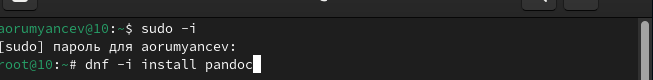 aorumyancev@10:~$ sudo -i
[sudo] пароль для aorumyancev:
root@10:~# dnf -i install pandoc